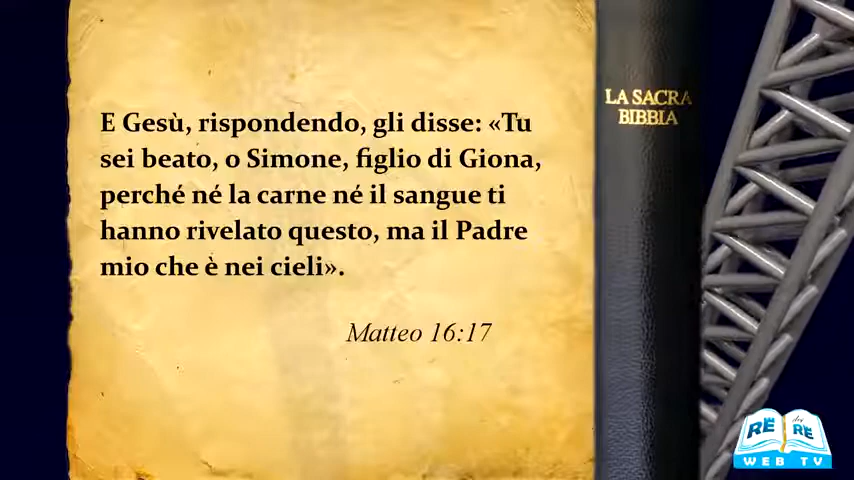 E Gesù, rispondendo, gli disse: «Tu
sei beato, o Simone, figlio di Giona,
perché né la carne né il sangue ti
hanno rivelato questo, ma il Padre
mio che è nei cieli».
Matteo 16:17
LA SACRA
BIBBIA
RE dei RE
WEB TV